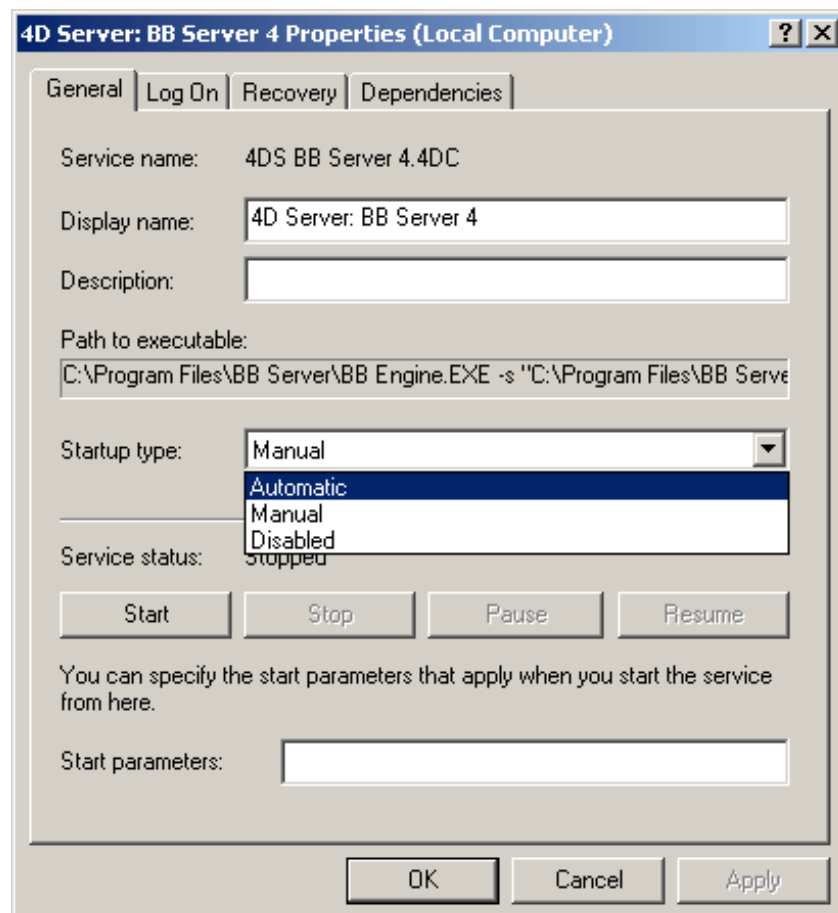 4D Server: BB Server 4 Properties (Local Computer)
General Log On Recovery Dependencies
Service name: 4DS BB Server 4.4DC
Display name: 4D Server: BB Server 4
Description:
Path to executable:
C:\Program Files\BB Server\BB Engine.EXE -s "C:\Program Files\BB Serve
Startup type: Manual
Automatic
Manual
Disabled
Service status: Stopped
Start Stop Pause Resume
You can specify the start parameters that apply when you start the service
from here.
Start parameters:
OK Cancel Apply